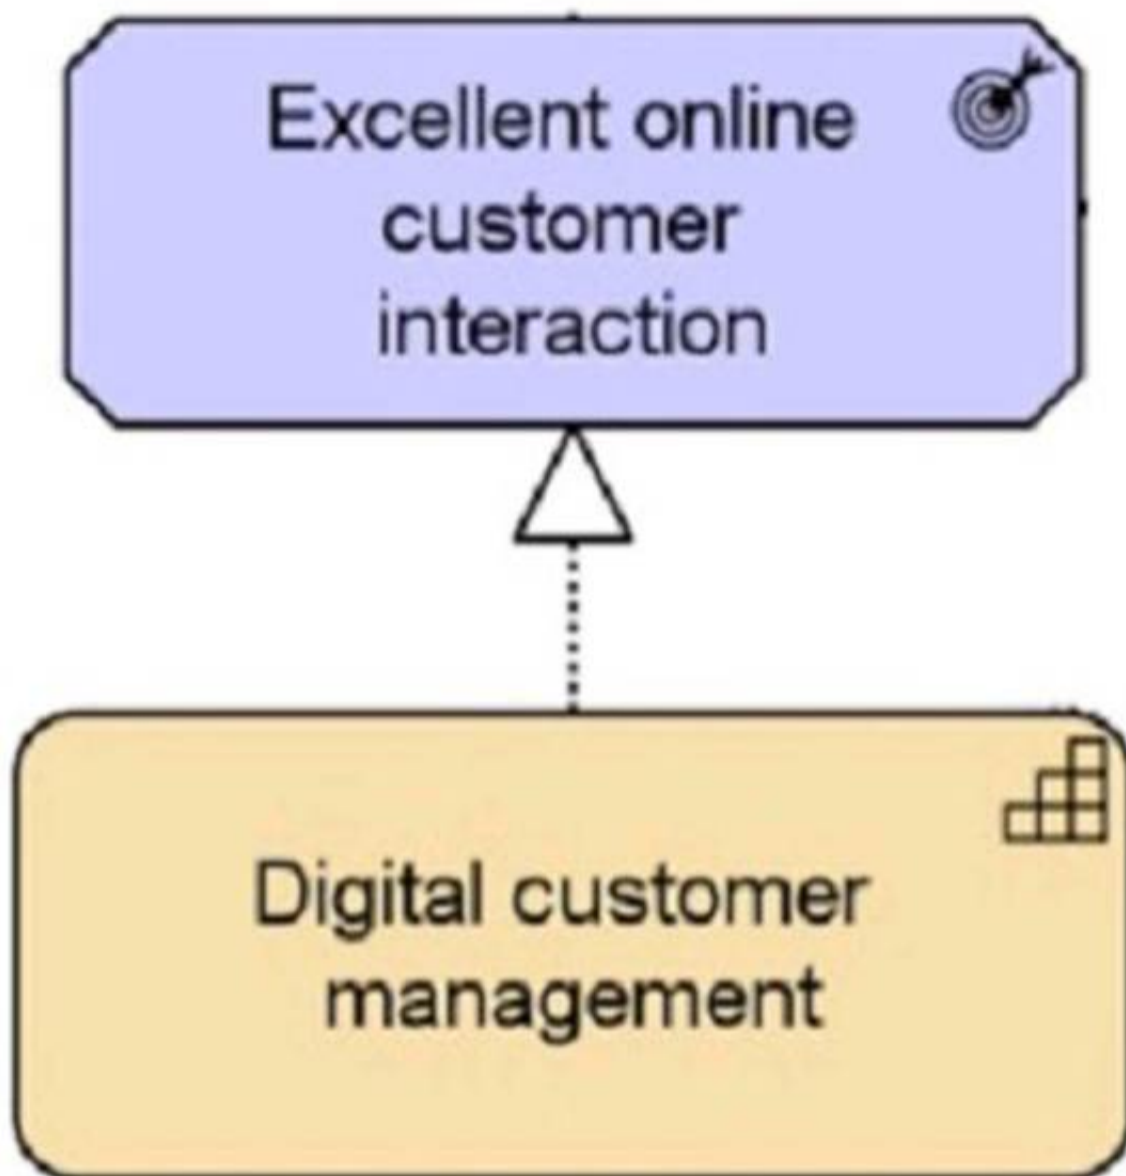 Excellent online
customer
interaction
Digital customer
management